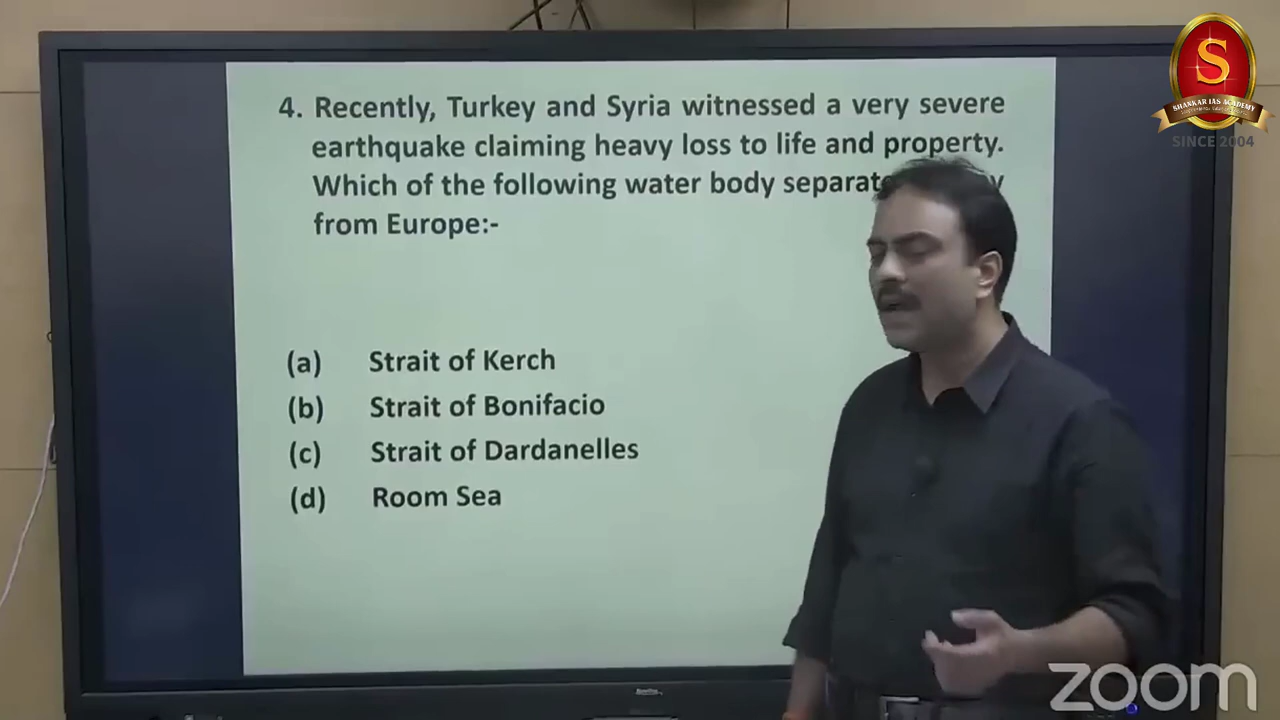 4. Recently, Turkey and Syria witnessed a very severe
earthquake claiming heavy loss to life and property.
Which of the following water body
from Europe:-
(a) Strait of Kerch
(b) Strait of Bonifacio
(c) Strait of Dardanelles
(d) Room Sea
S
SHANKAR IAS ACADEMY
SINCE 2004
zoom